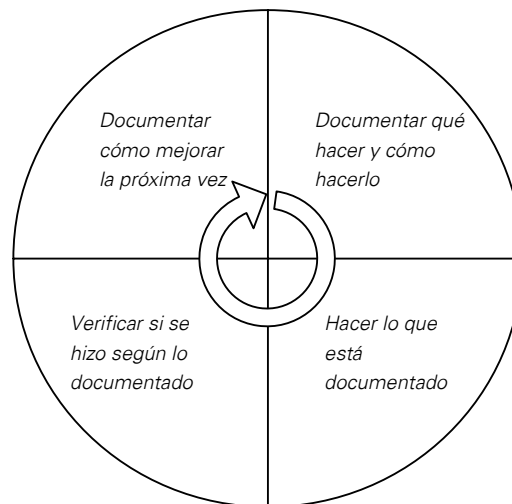 Documentar
cómo mejorar
la próxima vez
Documentar qué
hacer y cómo
hacerlo
Verificar si se
hizo según lo
documentado
Hacer lo que
está
documentado